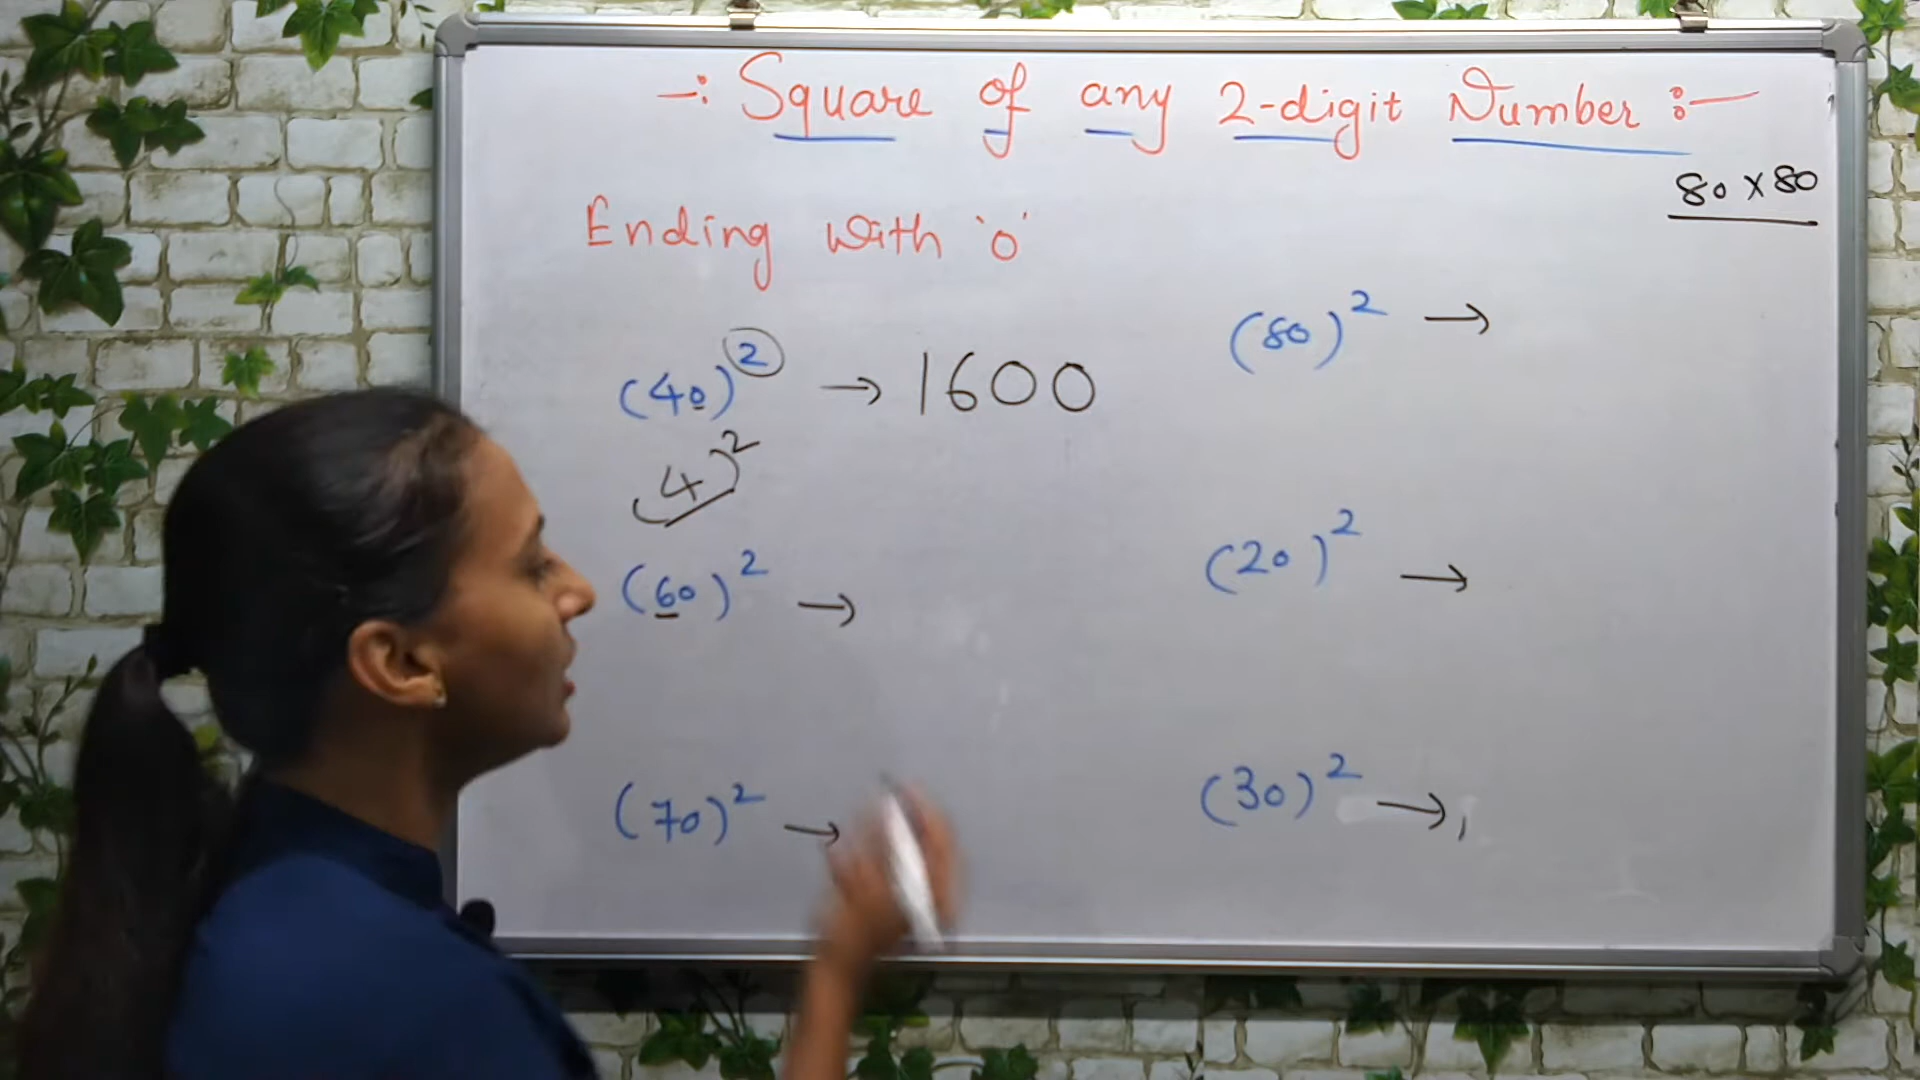 -: Square of any 2-digit Number :-
80 x 80
Ending with '0'
(40)² → 1600
4)²
(60)² →
(70)² →
(80)² →
(20)² →
(30)² →